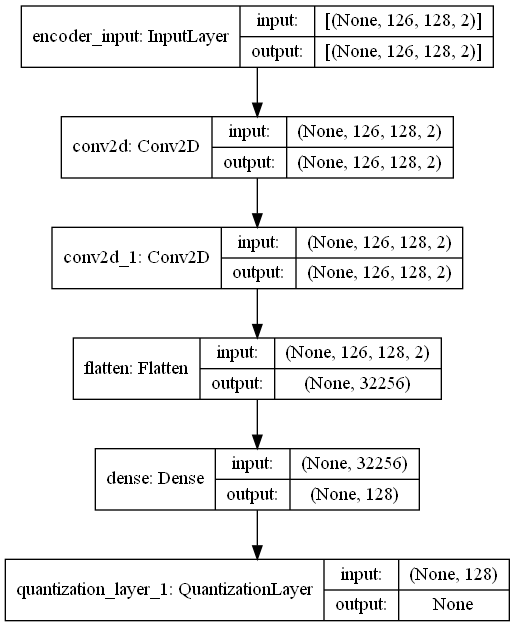 encoder_input: InputLayer
input:
[(None, 126, 128, 2)]
output:
[(None, 126, 128, 2)]
conv2d: Conv2D
input:
(None, 126, 128, 2)
output:
(None, 126, 128, 2)
conv2d_1: Conv2D
input:
(None, 126, 128, 2)
output:
(None, 126, 128, 2)
flatten: Flatten
input:
(None, 126, 128, 2)
output:
(None, 32256)
dense: Dense
input:
(None, 32256)
output:
(None, 128)
quantization_layer_1: QuantizationLayer
input:
(None, 128)
output:
None